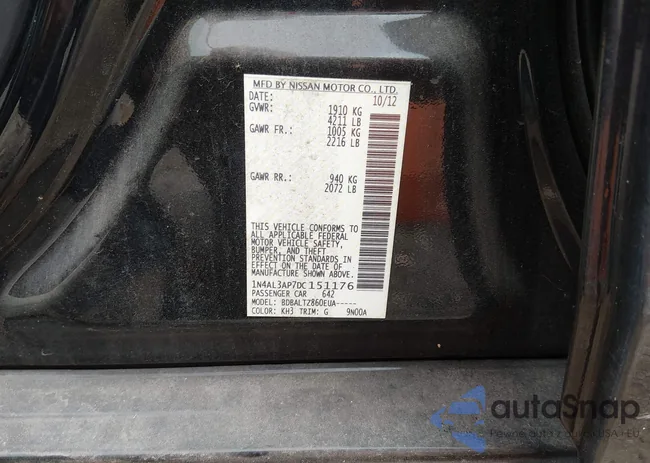 MFD BY NISSAN MOTOR CO., LTD.
DATE: 10/12
GVWR: 1910 KG
4211 LB
GAWR FR.: 1005 KG
2216 LB
GAWR RR.: 940 KG
2072 LB
THIS VEHICLE CONFORMS TO
ALL APPLICABLE FEDERAL
MOTOR VEHICLE SAFETY,
BUMPER, AND THEFT
PREVENTION STANDARDS IN
EFFECT ON THE DATE OF
MANUFACTURE SHOWN ABOVE.
1N4AL3AP7DC151176
PASSENGER CAR 642
MODEL: BDBALTZ860EUA-----
COLOR: KH3 TRIM: G 9N00A
autoSnap